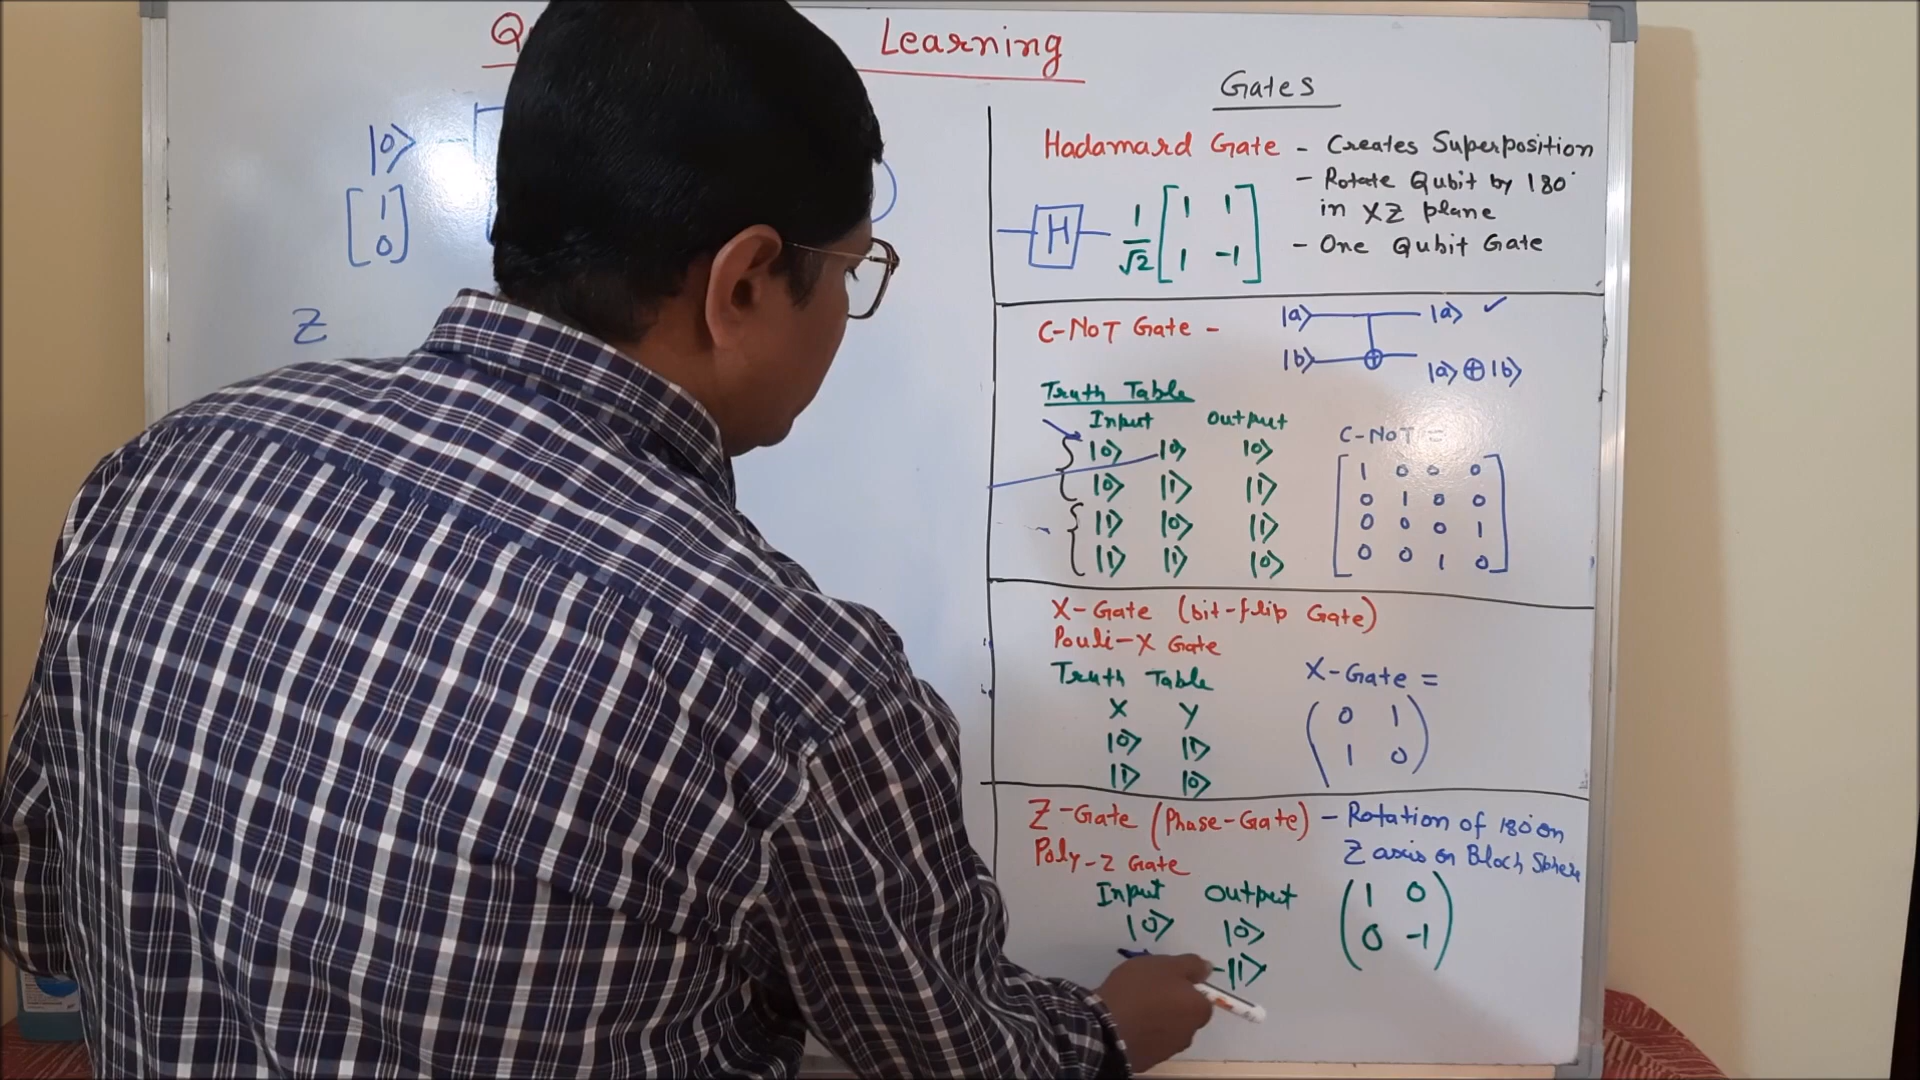 Learning
|0>
[1
0]
Z
Gates
Hadamard Gate - Creates Superposition
- Rotate Qubit by 180°
in XZ plane
- One Qubit Gate
H 1/√2 [1 1
1 -1]
C-NOT Gate -
|a> |a> ✓
|b> ⊕ |a> ⊕ |b>
Truth Table
Input Output
|0> |0> |0>
|0> |1> |1>
|1> |0> |1>
|1> |1> |0>
C-NOT =
[1 0 0 0
0 1 0 0
0 0 0 1
0 0 1 0]
X-Gate (bit-flip Gate)
Pouli-X Gate
Truth Table
X Y
|0> |1>
|1> |0>
X-Gate =
(0 1
1 0)
Z-Gate (Phase-Gate) - Rotation of 180° on
Z axis on Bloch Sphere
Poly-Z Gate
Input Output
|0> |0>
-|1>
(1 0
0 -1)